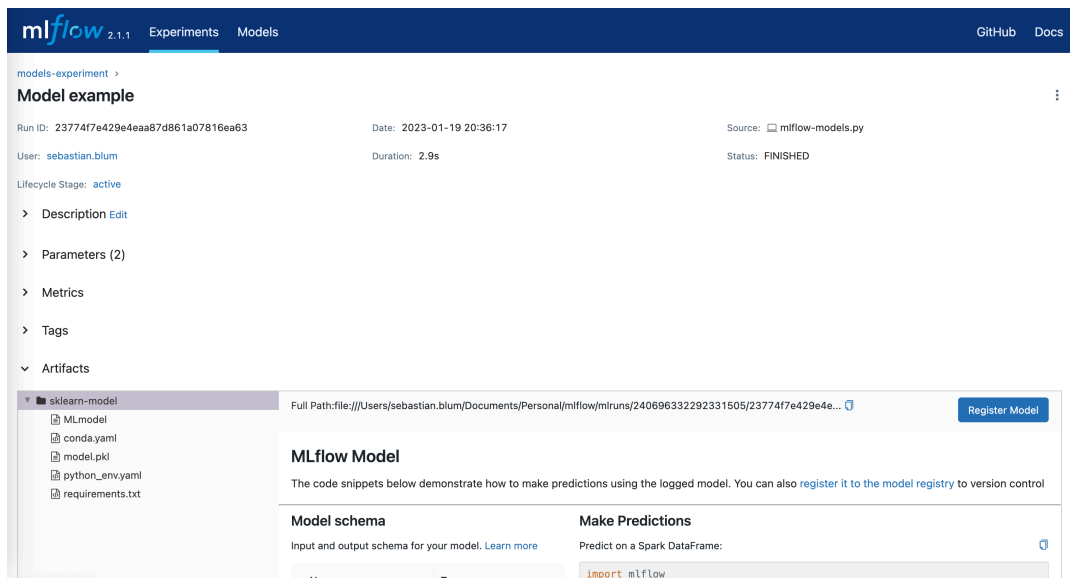 mlflow 2.1.1 Experiments Models GitHub Docs
models-experiment ›
Model example
Run ID: 23774f7e429e4eaa87d861a07816ea63 Date: 2023-01-19 20:36:17 Source: mlflow-models.py
User: sebastian.blum Duration: 2.9s Status: FINISHED
Lifecycle Stage: active
Description Edit
Parameters (2)
Metrics
Tags
Artifacts
sklearn-model
MLmodel
conda.yaml
model.pkl
python_env.yaml
requirements.txt
Full Path:file:///Users/sebastian.blum/Documents/Personal/mlflow/mlruns/240696332292331505/23774f7e429e4e... Register Model
MLflow Model
The code snippets below demonstrate how to make predictions using the logged model. You can also register it to the model registry to version control
Model schema
Input and output schema for your model. Learn more
Make Predictions
Predict on a Spark DataFrame:
import mlflow